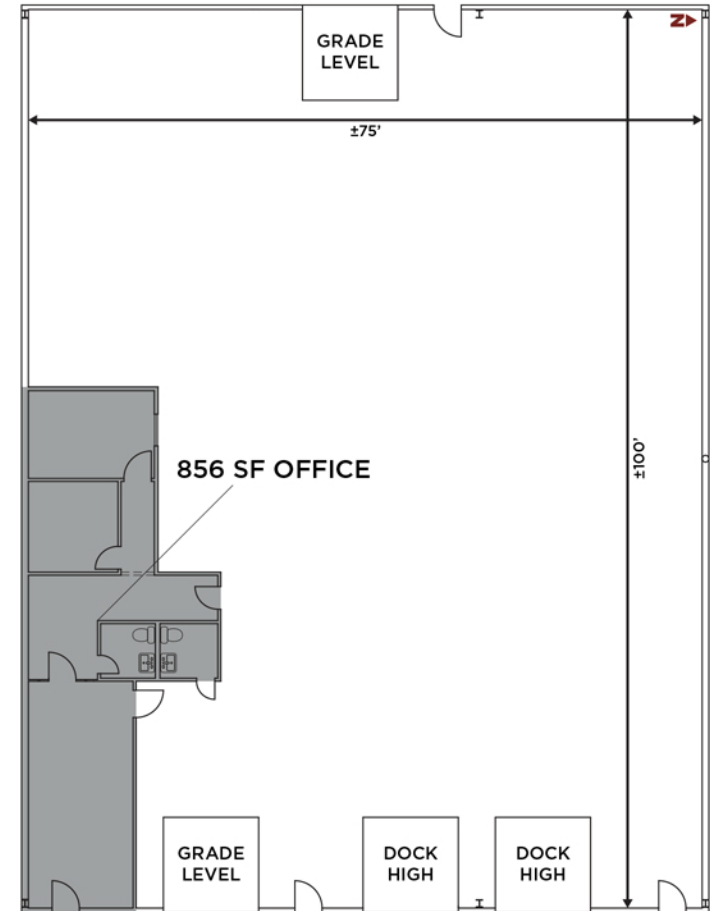 GRADE
LEVEL
N
±75'
±100'
856 SF OFFICE
GRADE
LEVEL
DOCK
HIGH
DOCK
HIGH